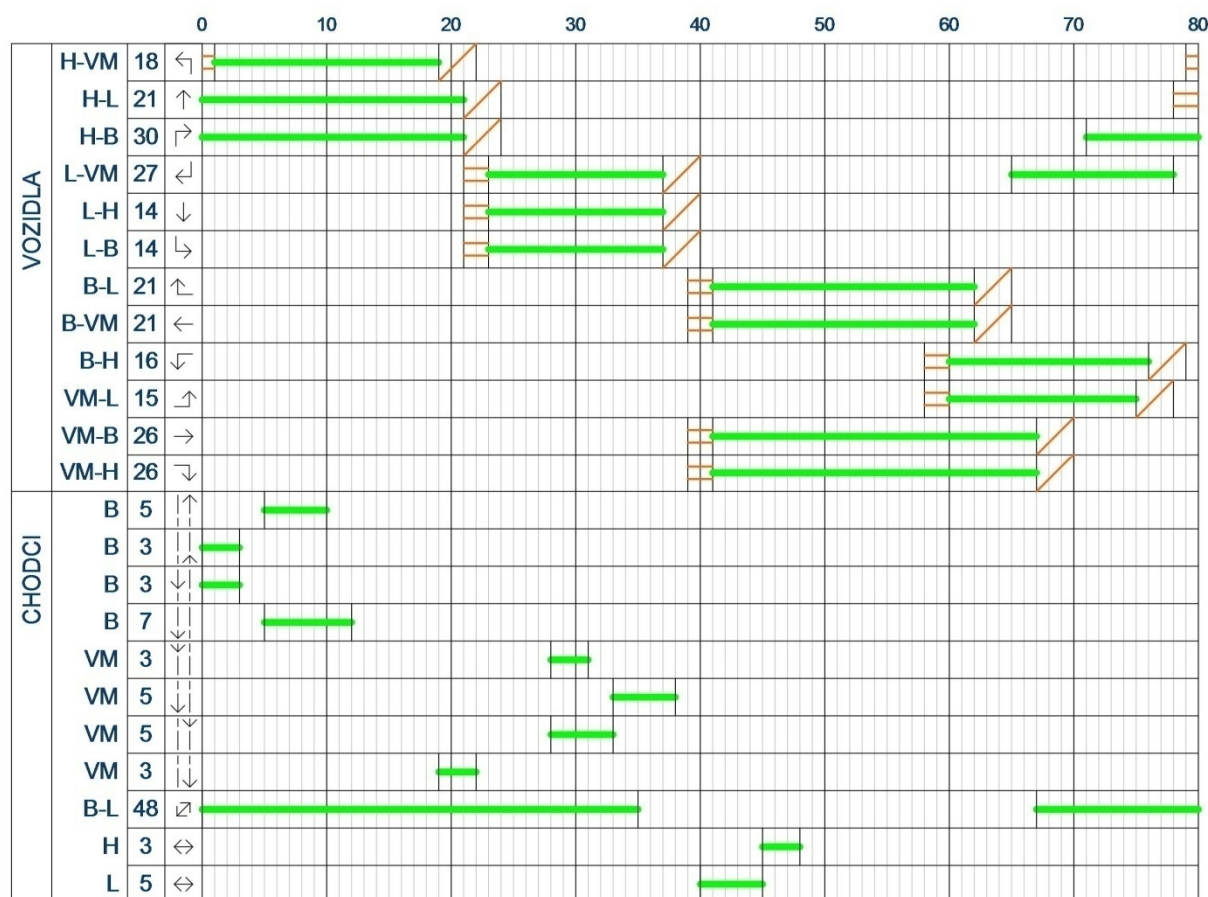 0 10 20 30 40 50 60 70 80
VOZIDLA
H-VM 18
H-L 21
H-B 30
L-VM 27
L-H 14
L-B 14
B-L 21
B-VM 21
B-H 16
VM-L 15
VM-B 26
VM-H 26
CHODCI
B 5
B 3
B 3
B 7
VM 3
VM 5
VM 5
VM 3
B-L 48
H 3
L 5